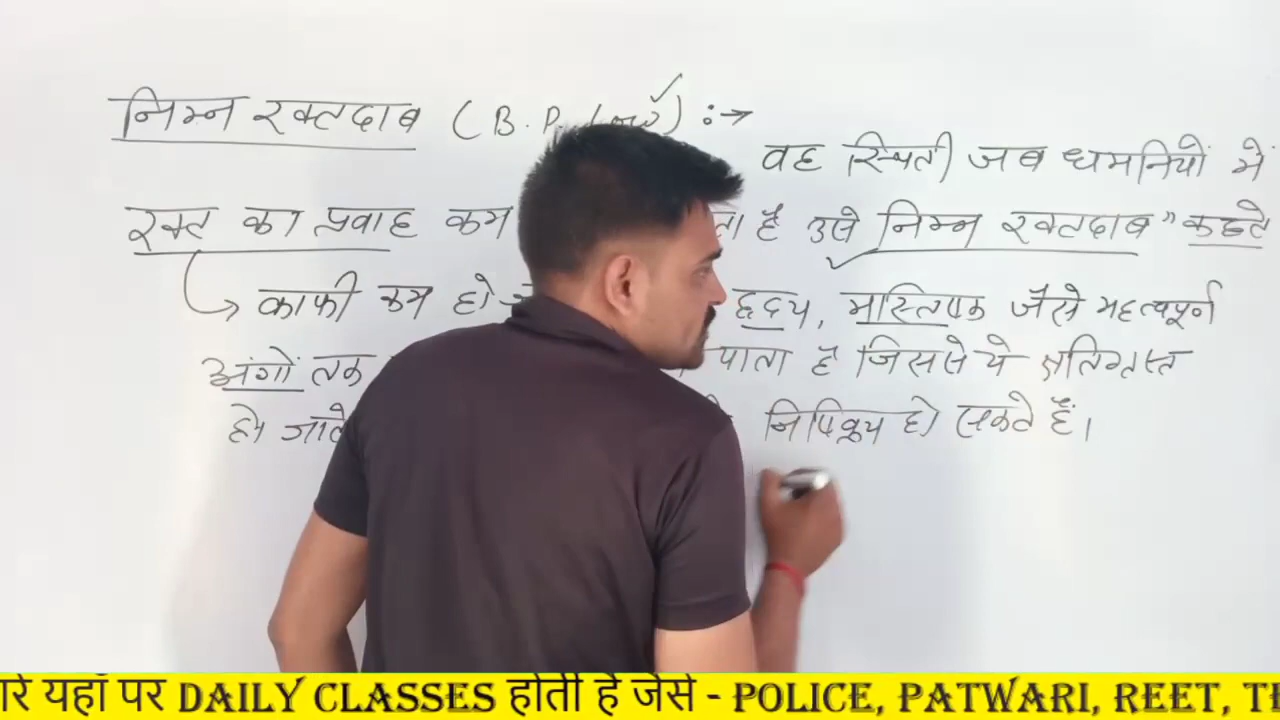 निम्न रक्तदाब (B.P. Low) :→
वह स्थिती जब धमनियों में
रक्त का प्रवाह कम है उसे निम्न रक्तदाब" कहते
काफी कम हो हृदय, मास्तिष्क जैसे महत्वपूर्ण
अंगों तक पाता है जिससे ये क्षतिग्रस्त
हो जाते निष्क्रिय हो सकते हैं।
यहाँ पर DAILY CLASSES होती है जैसे - POLICE, PATWARI, REET,